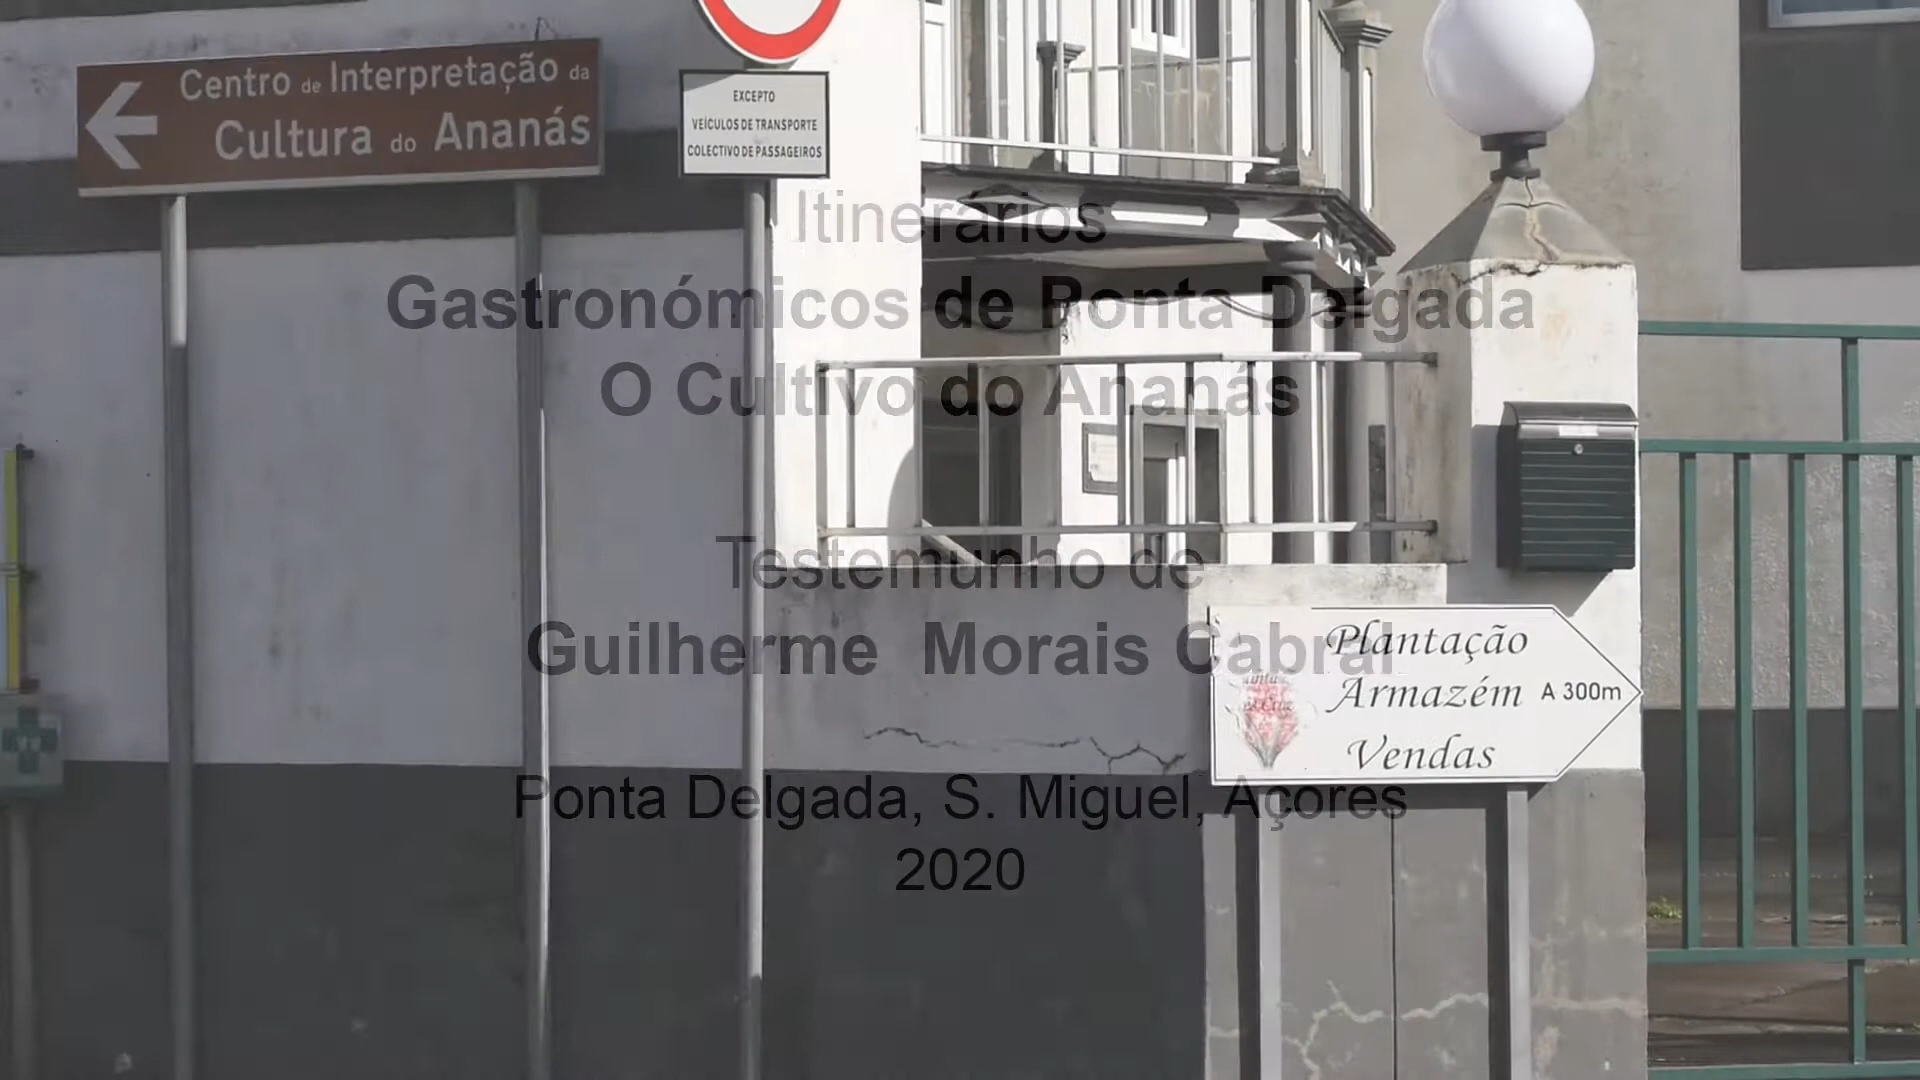 Centro de Interpretação da
Cultura do Ananás
EXCEPTO
VEÍCULOS DE TRANSPORTE
COLECTIVO DE PASSAGEIROS
Itinerários
Gastronómicos de Ponta Delgada
O Cultivo do Ananás
Testemunho de
Guilherme Morais Cabral
Plantação
Armazém A 300m
Vendas
Ponta Delgada, S. Miguel, Açores
2020